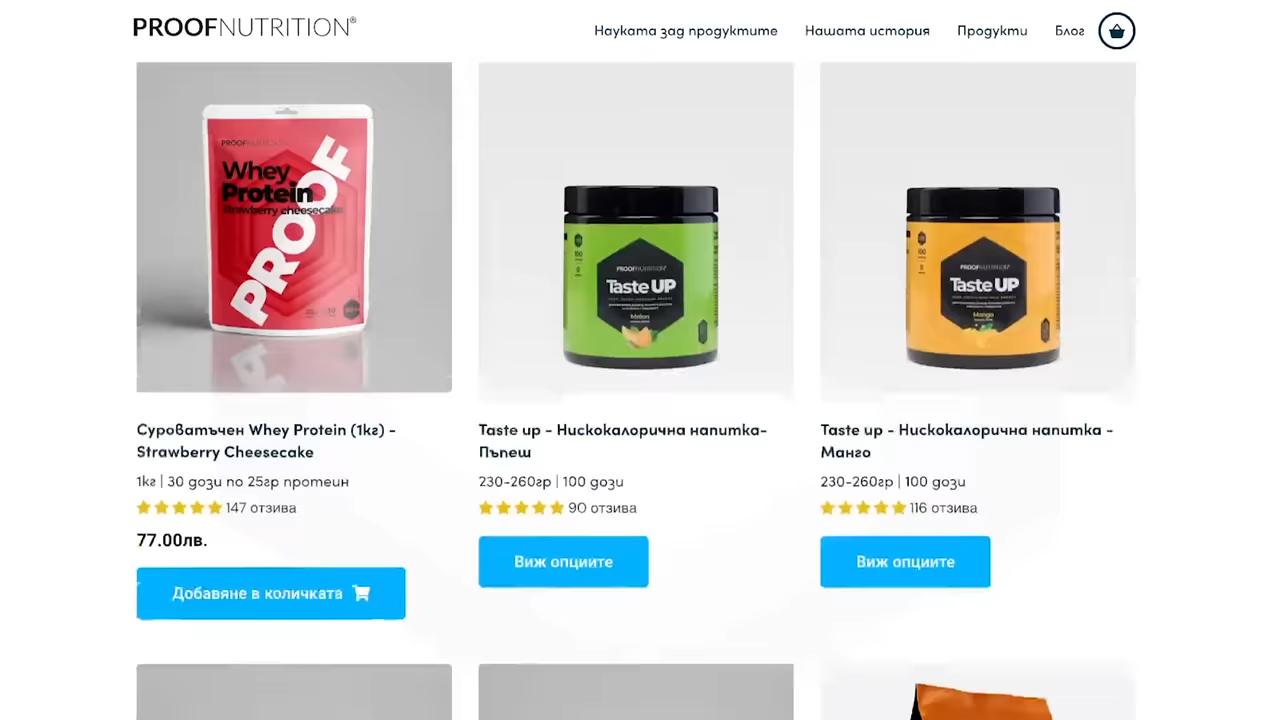 PROOFNUTRITION®
Науката зад продуктите
Нашата история
Продукти
Блог
PROOFNUTRITION
Whey
Protein
Strawberry cheesecake
PROOF
PROOFNUTRITION
Taste UP
Melon
100
PROOFNUTRITION
Taste UP
Mango
100
Суроватъчен Whey Protein (1кг) -
Strawberry Cheesecake
1кг | 30 дози по 25гр протеин
147 отзива
77.00лв.
Добавяне в количката
Taste up - Нискокалорична напитка-
Пъпеш
230-260гр | 100 дози
90 отзива
Виж опциите
Taste up - Нискокалорична напитка -
Манго
230-260гр | 100 дози
116 отзива
Виж опциите